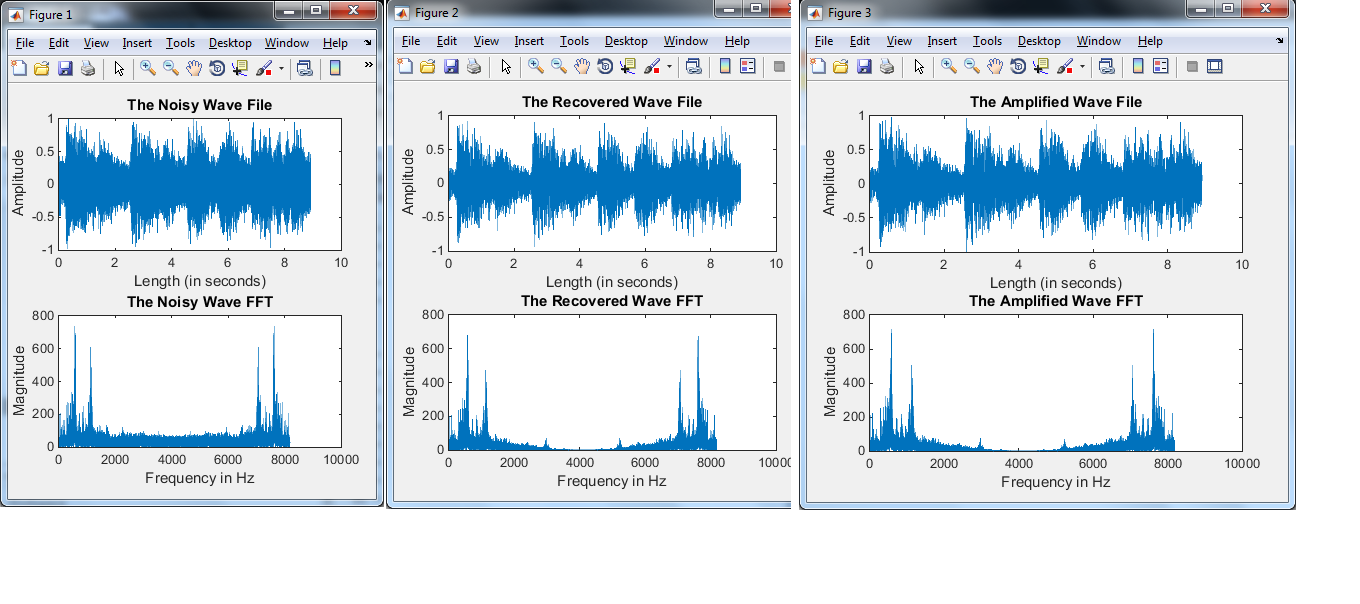 Figure 1
File Edit View Insert Tools Desktop Window Help
The Noisy Wave File
Amplitude
1
0.5
0
-0.5
-1
0 2 4 6 8 10
Length (in seconds)
The Noisy Wave FFT
Magnitude
800
600
400
200
0
0 2000 4000 6000 8000 10000
Frequency in Hz
Figure 2
File Edit View Insert Tools Desktop Window Help
The Recovered Wave File
Amplitude
1
0.5
0
-0.5
-1
0 2 4 6 8 10
Length (in seconds)
The Recovered Wave FFT
Magnitude
800
600
400
200
0
0 2000 4000 6000 8000 10000
Frequency in Hz
Figure 3
File Edit View Insert Tools Desktop Window Help
The Amplified Wave File
Amplitude
1
0.5
0
-0.5
-1
0 2 4 6 8 10
Length (in seconds)
The Amplified Wave FFT
Magnitude
800
600
400
200
0
0 2000 4000 6000 8000 10000
Frequency in Hz